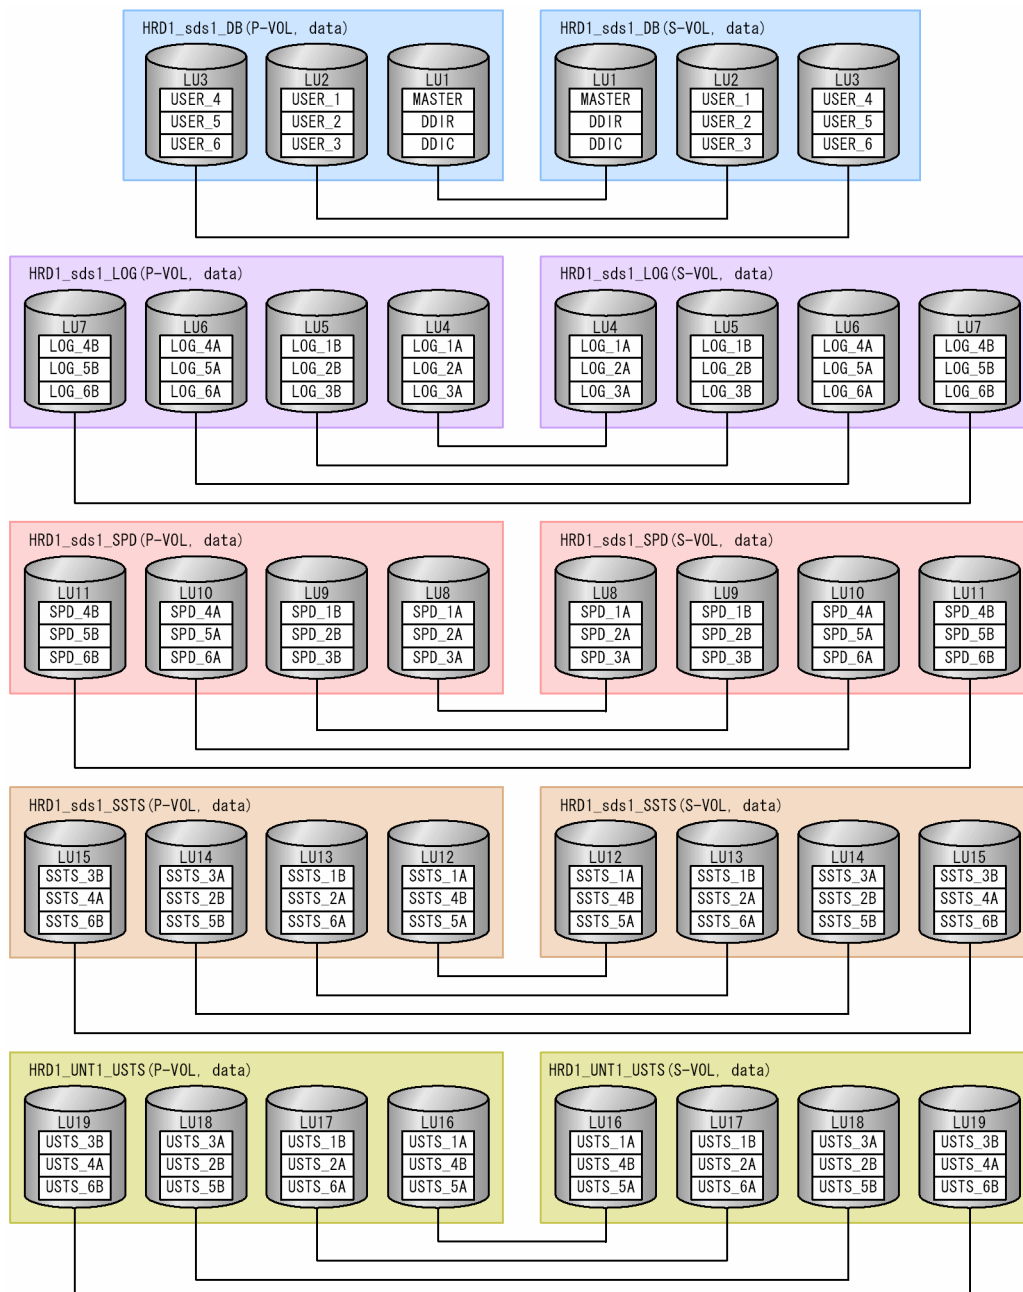 HRD1_sds1_DB(P-VOL, data)
LU3
USER_4
USER_5
USER_6
LU2
USER_1
USER_2
USER_3
LU1
MASTER
DDIR
DDIC
HRD1_sds1_DB(S-VOL, data)
LU1
MASTER
DDIR
DDIC
LU2
USER_1
USER_2
USER_3
LU3
USER_4
USER_5
USER_6
HRD1_sds1_LOG(P-VOL, data)
LU7
LOG_4B
LOG_5B
LOG_6B
LU6
LOG_4A
LOG_5A
LOG_6A
LU5
LOG_1B
LOG_2B
LOG_3B
LU4
LOG_1A
LOG_2A
LOG_3A
HRD1_sds1_LOG(S-VOL, data)
LU4
LOG_1A
LOG_2A
LOG_3A
LU5
LOG_1B
LOG_2B
LOG_3B
LU6
LOG_4A
LOG_5A
LOG_6A
LU7
LOG_4B
LOG_5B
LOG_6B
HRD1_sds1_SPD(P-VOL, data)
LU11
SPD_4B
SPD_5B
SPD_6B
LU10
SPD_4A
SPD_5A
SPD_6A
LU9
SPD_1B
SPD_2B
SPD_3B
LU8
SPD_1A
SPD_2A
SPD_3A
HRD1_sds1_SPD(S-VOL, data)
LU8
SPD_1A
SPD_2A
SPD_3A
LU9
SPD_1B
SPD_2B
SPD_3B
LU10
SPD_4A
SPD_5A
SPD_6A
LU11
SPD_4B
SPD_5B
SPD_6B
HRD1_sds1_SSTS(P-VOL, data)
LU15
SSTS_3B
SSTS_4A
SSTS_6B
LU14
SSTS_3A
SSTS_2B
SSTS_5B
LU13
SSTS_1B
SSTS_2A
SSTS_6A
LU12
SSTS_1A
SSTS_4B
SSTS_5A
HRD1_sds1_SSTS(S-VOL, data)
LU12
SSTS_1A
SSTS_4B
SSTS_5A
LU13
SSTS_1B
SSTS_2A
SSTS_6A
LU14
SSTS_3A
SSTS_2B
SSTS_5B
LU15
SSTS_3B
SSTS_4A
SSTS_6B
HRD1_UNT1_USTS(P-VOL, data)
LU19
USTS_3B
USTS_4A
USTS_6B
LU18
USTS_3A
USTS_2B
USTS_5B
LU17
USTS_1B
USTS_2A
USTS_6A
LU16
USTS_1A
USTS_4B
USTS_5A
HRD1_UNT1_USTS(S-VOL, data)
LU16
USTS_1A
USTS_4B
USTS_5A
LU17
USTS_1B
USTS_2A
USTS_6A
LU18
USTS_3A
USTS_2B
USTS_5B
LU19
USTS_3B
USTS_4A
USTS_6B